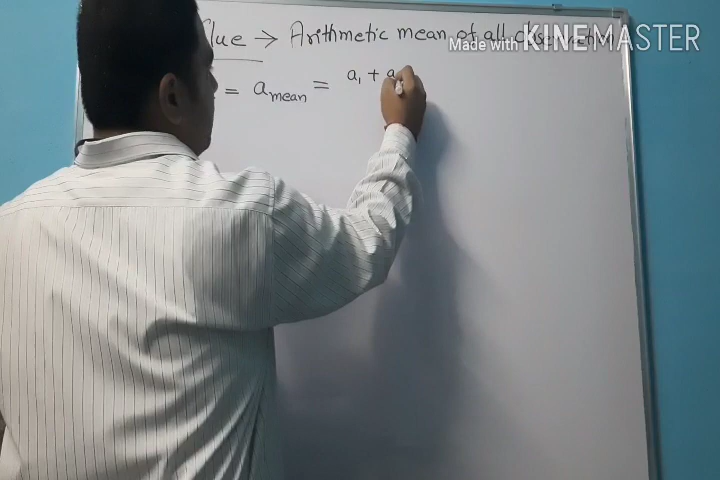 lue → Arithmetic mean of all
= a_mean = a₁ + a
Made with KINEMASTER